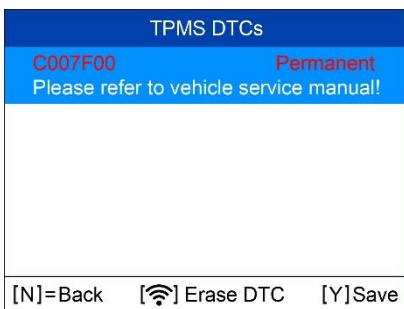 TPMS DTCs
C007F00 Permanent
Please refer to vehicle service manual!
[N]=Back [] Erase DTC [Y]Save